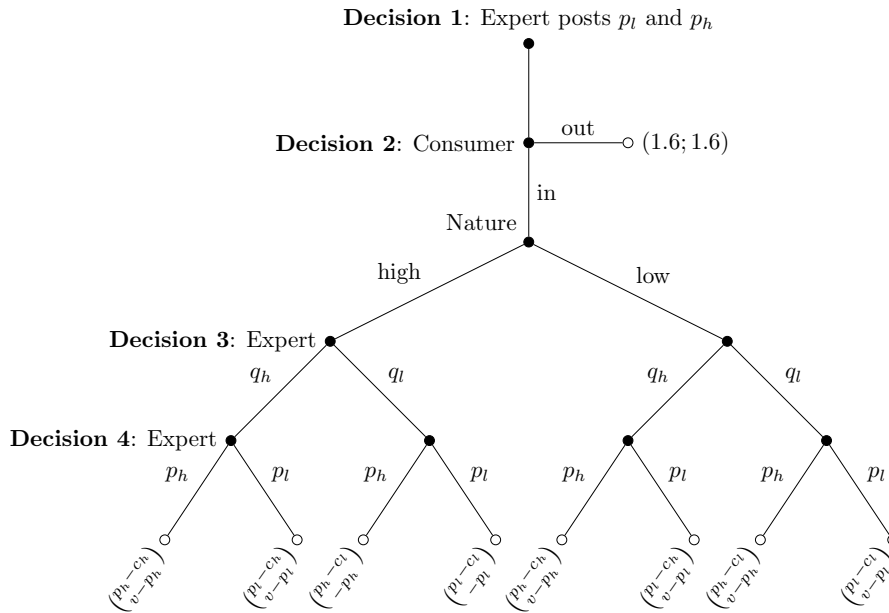 Decision 1: Expert posts p_l and p_h
Decision 2: Consumer
out
(1.6; 1.6)
in
Nature
high
low
Decision 3: Expert
q_h
q_l
q_h
q_l
Decision 4: Expert
p_h
p_l
p_h
p_l
p_h
p_l
p_h
p_l
(p_h−c_h
v−p_h)
(p_l−c_h
v−p_l)
(p_h−c_l
−p_h)
(p_l−c_l
−p_l)
(p_h−c_h
v−p_h)
(p_l−c_h
v−p_l)
(p_h−c_l
v−p_h)
(p_l−c_l
v−p_l)